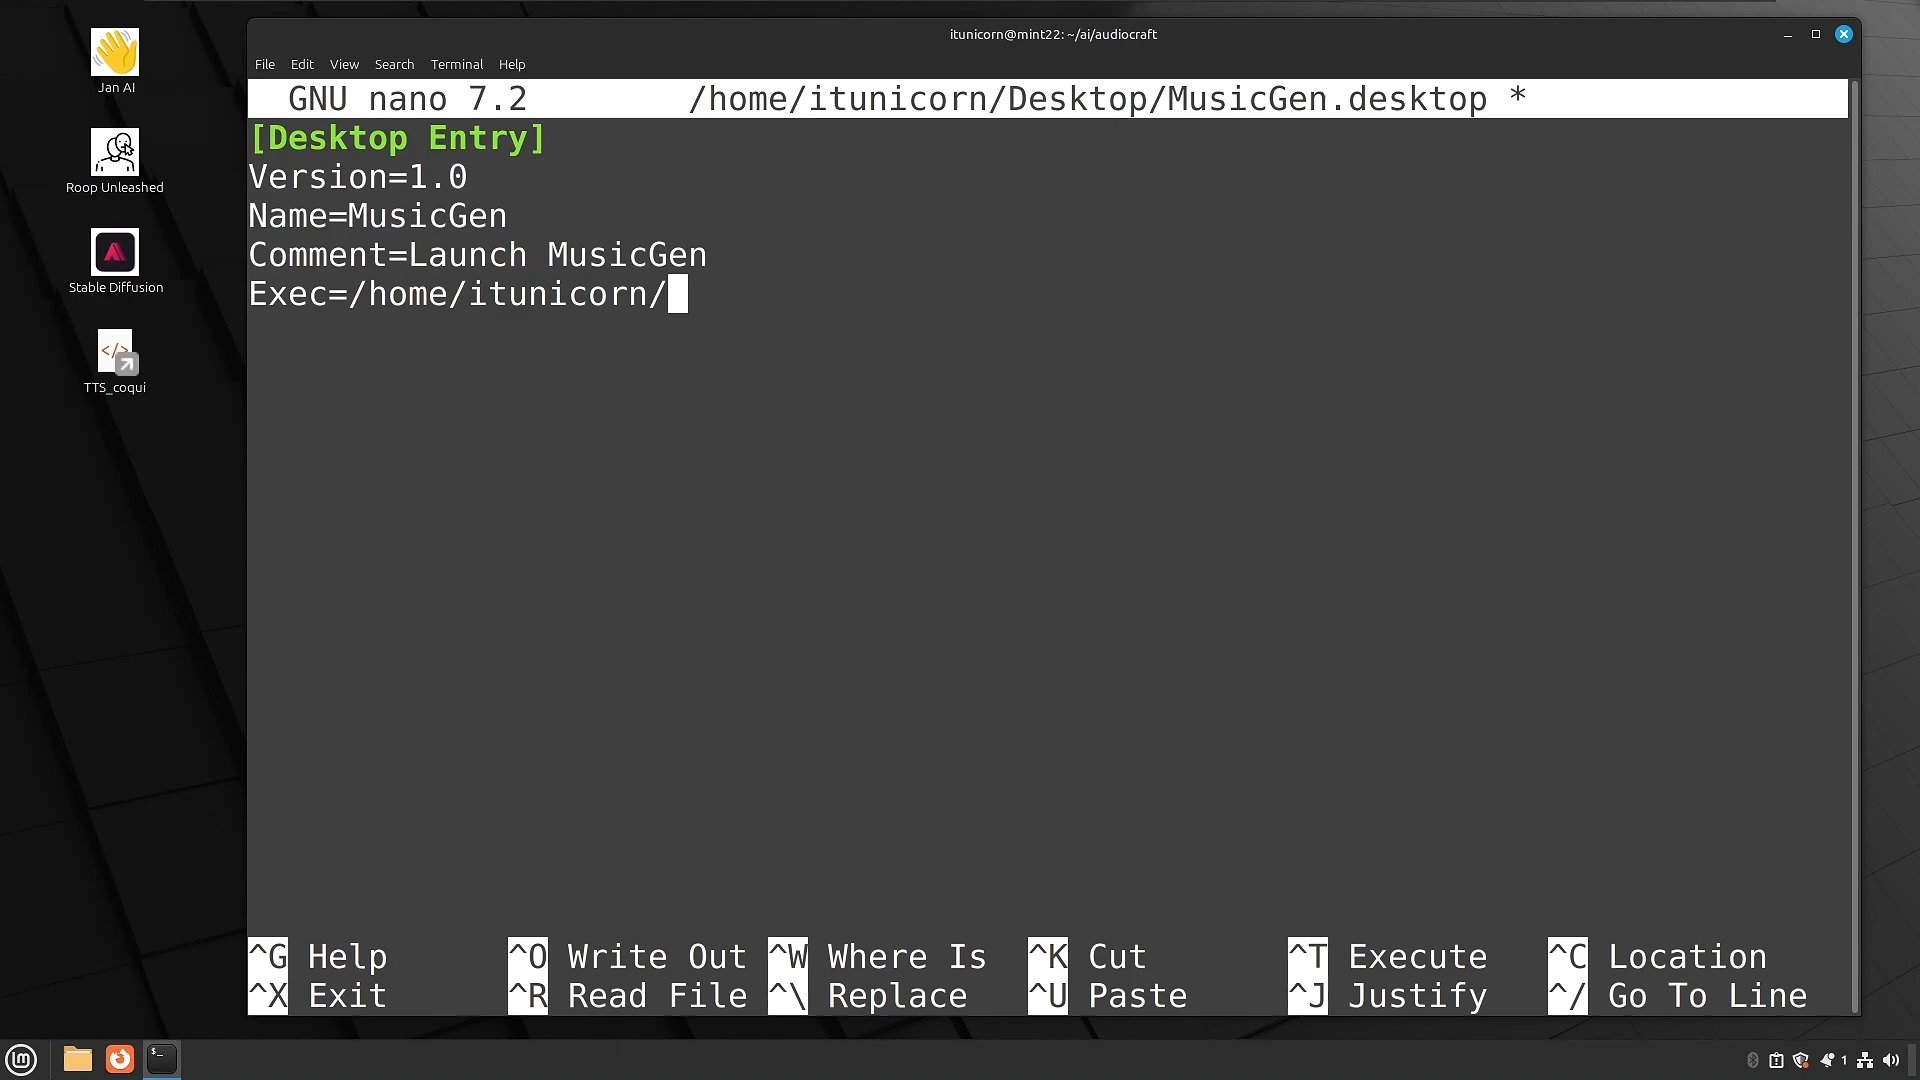 itunicorn@mint22: ~/ai/audiocraft
File Edit View Search Terminal Help
GNU nano 7.2 /home/itunicorn/Desktop/MusicGen.desktop *
[Desktop Entry]
Version=1.0
Name=MusicGen
Comment=Launch MusicGen
Exec=/home/itunicorn/
^G Help ^O Write Out ^W Where Is ^K Cut ^T Execute ^C Location
^X Exit ^R Read File ^\ Replace ^U Paste ^J Justify ^/ Go To Line
Jan AI
Roop Unleashed
Stable Diffusion
</>
TTS_coqui
lm
$_
1